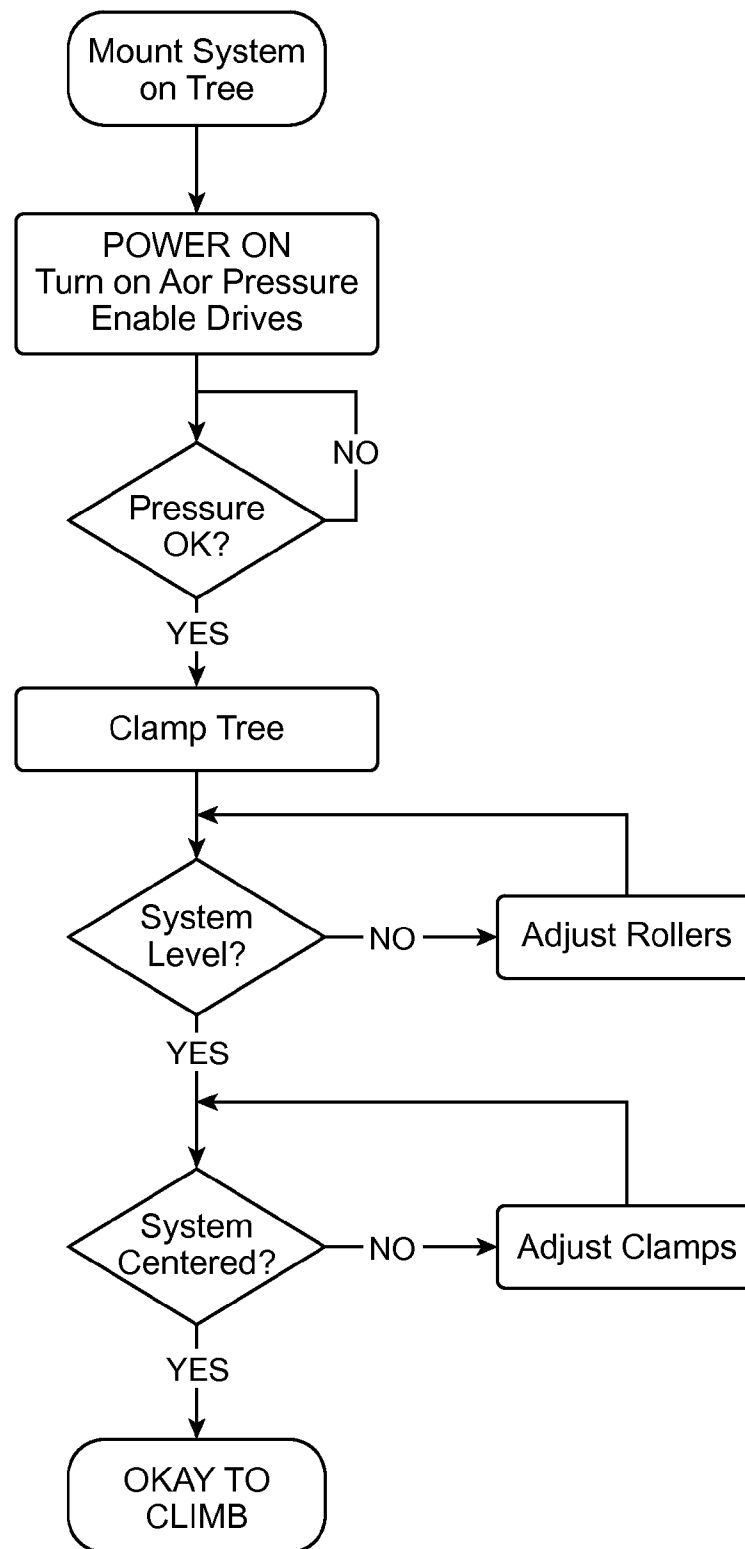 Mount System
on Tree
POWER ON
Turn on Aor Pressure
Enable Drives
NO
Pressure
OK?
YES
Clamp Tree
System
Level?
NO
Adjust Rollers
YES
System
Centered?
NO
Adjust Clamps
YES
OKAY TO
CLIMB